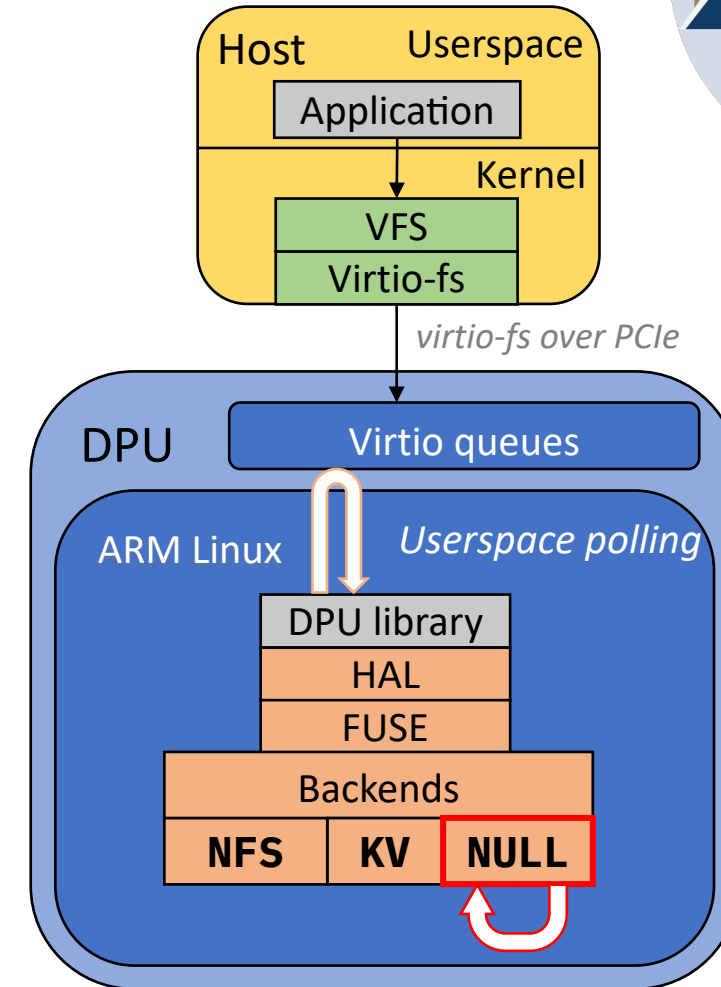 Host
Userspace
Application
Kernel
VFS
Virtio-fs
virtio-fs over PCIe
DPU
Virtio queues
ARM Linux
Userspace polling
DPU library
HAL
FUSE
Backends
NFS
KV
NULL